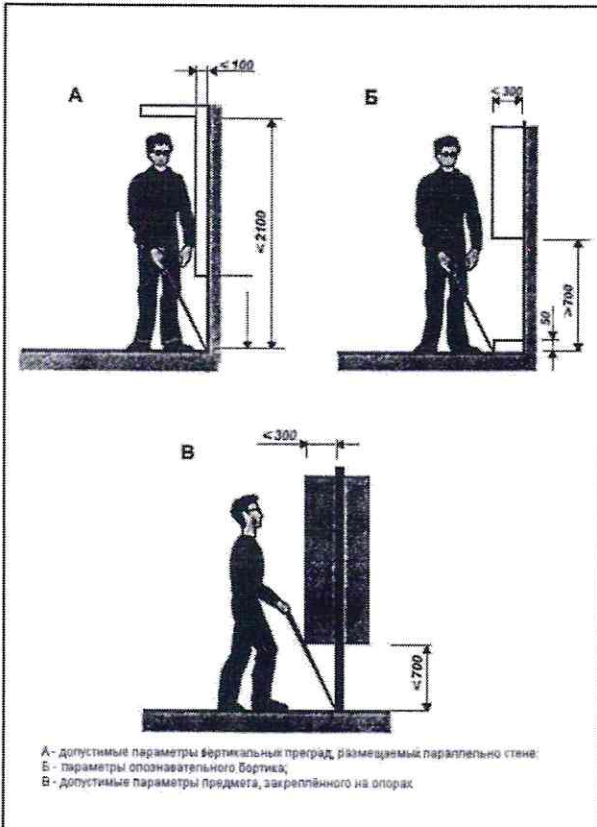 А
≤100
≤2100
Б
≤300
≥700
50
В
≤300
≤700
А - допустимые параметры вертикальных преград, размещаемых параллельно стене:
Б - параметры опознавательного бортика;
В - допустимые параметры предмета, закреплённого на опорах